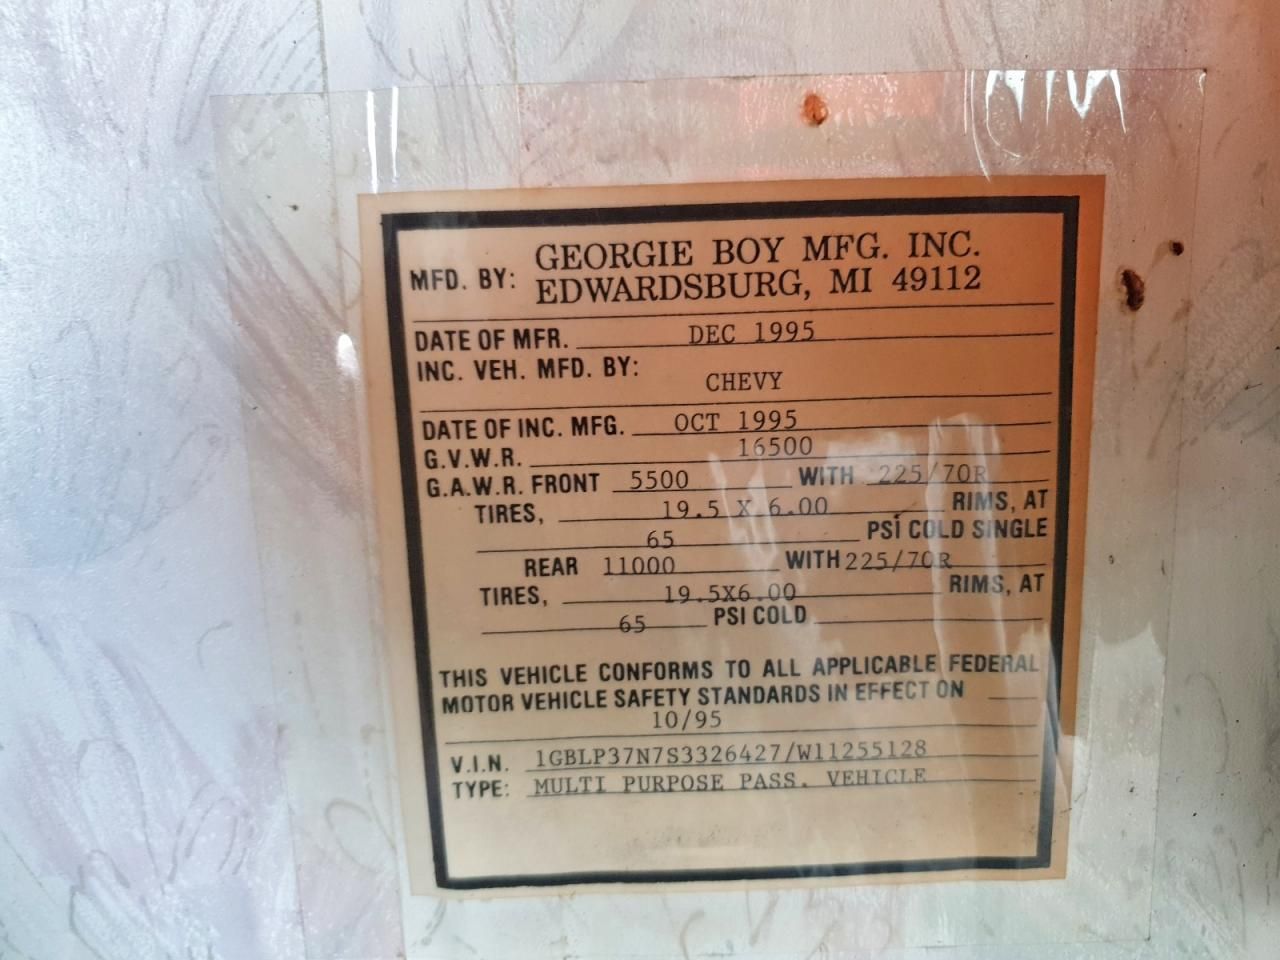 MFD. BY: GEORGIE BOY MFG. INC.
EDWARDSBURG, MI 49112
DATE OF MFR. DEC 1995
INC. VEH. MFD. BY:
CHEVY
DATE OF INC. MFG. OCT 1995
G.V.W.R. 16500
G.A.W.R. FRONT 5500 WITH 225/70R
TIRES, 19.5 X 6.00 RIMS, AT
65 PSI COLD SINGLE
REAR 11000 WITH 225/70R
TIRES, 19.5X6.00 RIMS, AT
65 PSI COLD
THIS VEHICLE CONFORMS TO ALL APPLICABLE FEDERAL
MOTOR VEHICLE SAFETY STANDARDS IN EFFECT ON
10/95
V.I.N. 1GBLP37N7S3326427/W11255128
TYPE: MULTI PURPOSE PASS. VEHICLE